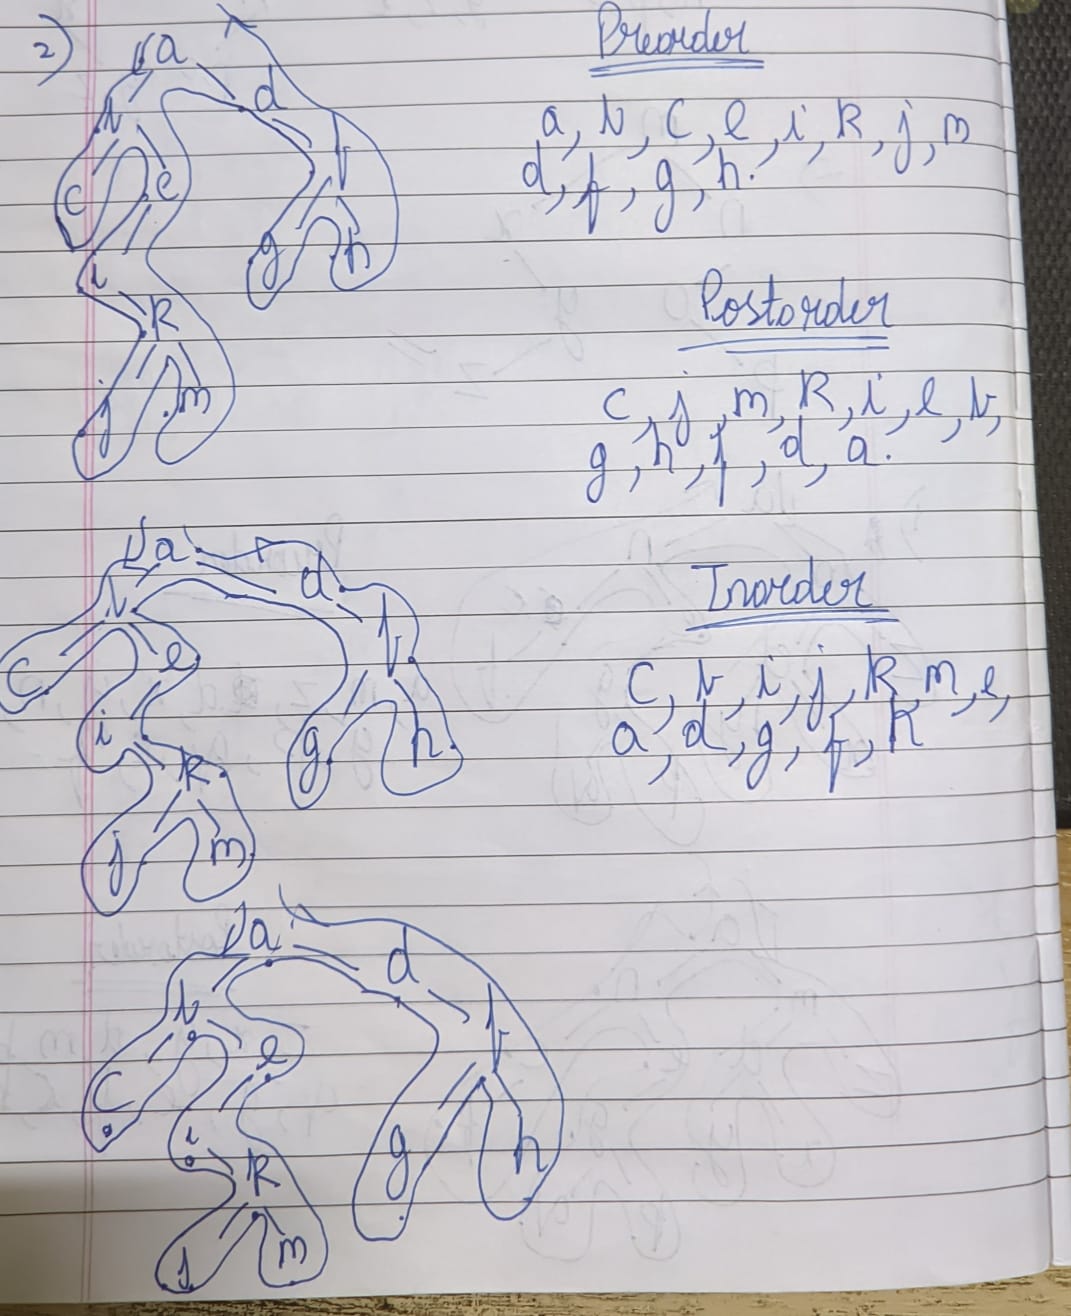 2)
a
b d
c e f
i g h
k
j m
Preorder
a, b, c, e, i, k, j, m
d, f, g, h.
Postorder
c, j, m, k, i, e, b,
g, h, f, d, a.
a
b d
c e f
i g h
k
j m
Inorder
c, b, i, j, k, m, e,
a, d, g, f, h
a
b d
c e f
i g h
k
j m